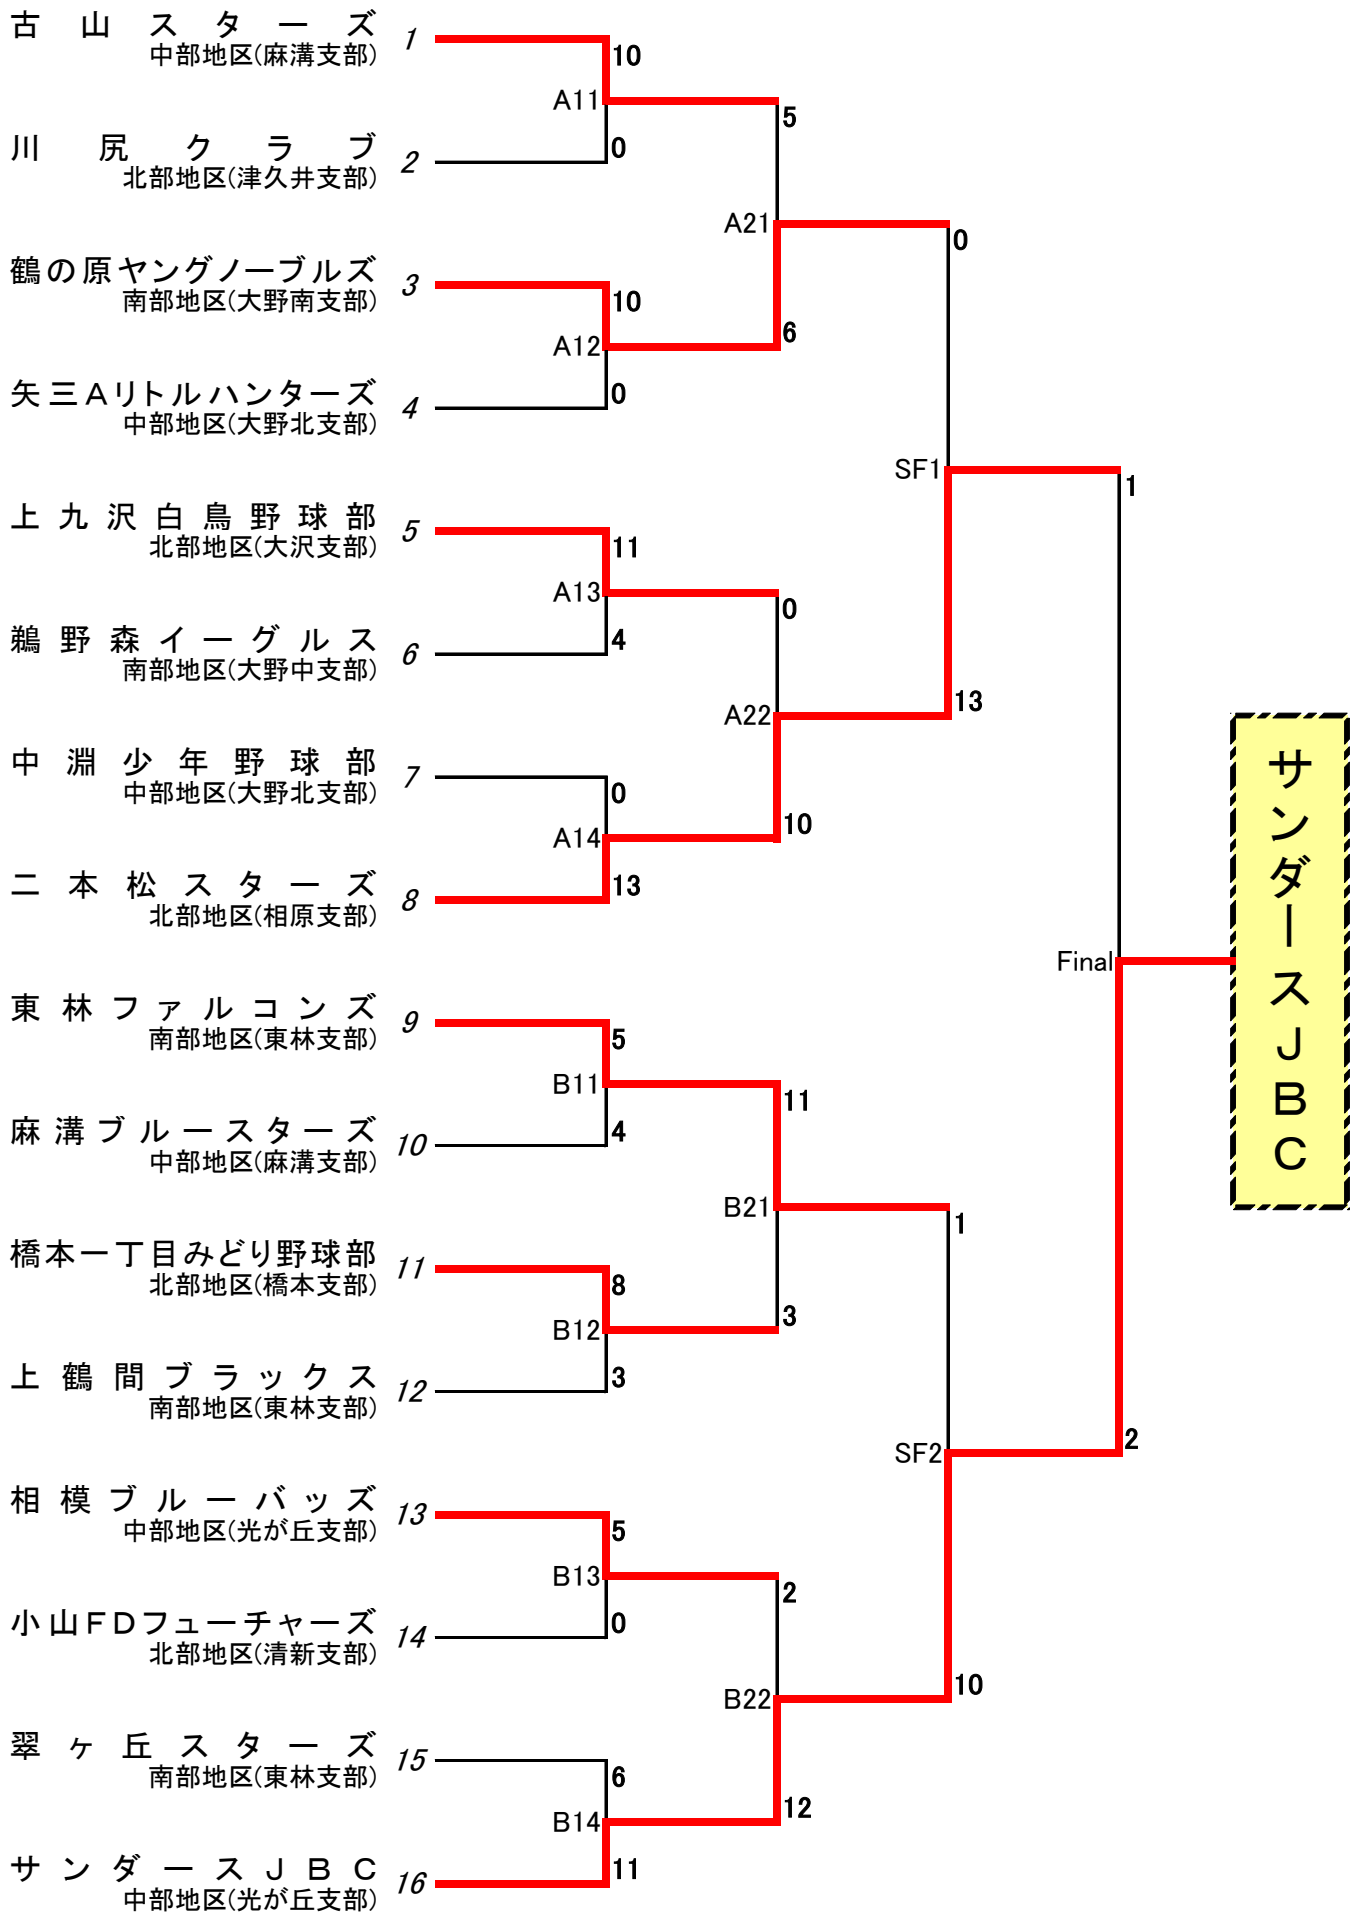 古山スターズ
中部地区(麻溝支部)
1
10
A11
5
川尻クラブ
北部地区(津久井支部)
2
0
A21
0
鶴の原ヤングノーブルズ
南部地区(大野南支部)
3
10
A12
6
矢三Aリトルハンターズ
中部地区(大野北支部)
4
0
SF1
1
上九沢白鳥野球部
北部地区(大沢支部)
5
11
A13
0
鵜野森イーグルス
南部地区(大野中支部)
6
4
A22
13
中淵少年野球部
中部地区(大野北支部)
7
0
A14
10
二本松スターズ
北部地区(相原支部)
8
13
Final
サンダースJBC
東林ファルコンズ
南部地区(東林支部)
9
5
B11
11
麻溝ブルースターズ
中部地区(麻溝支部)
10
4
B21
1
橋本一丁目みどり野球部
北部地区(橋本支部)
11
8
B12
3
上鶴間ブラックス
南部地区(東林支部)
12
3
SF2
2
相模ブルーバッズ
中部地区(光が丘支部)
13
5
B13
2
小山FDフューチャーズ
北部地区(清新支部)
14
0
B22
10
翠ヶ丘スターズ
南部地区(東林支部)
15
6
B14
12
サンダースJBC
中部地区(光が丘支部)
16
11